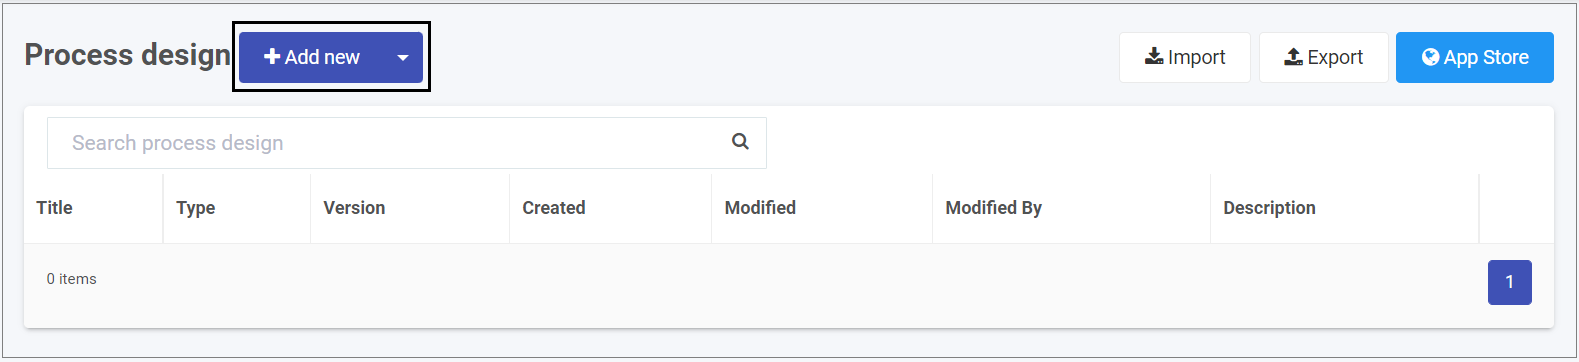 Process design
Add new
Import
Export
App Store
Search process design
Title Type Version Created Modified Modified By Description
0 items
1